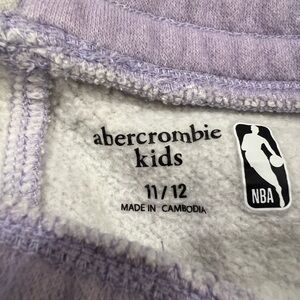 abercrombie
kids
11/12
MADE IN CAMBODIA
NBA